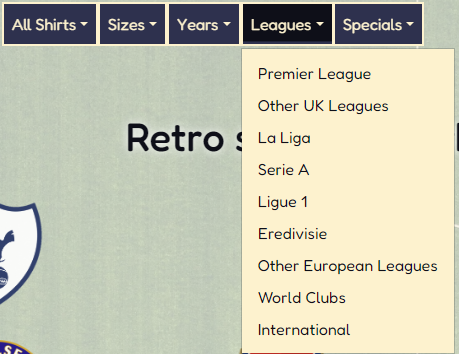 All Shirts Sizes Years Leagues Specials
Premier League
Other UK Leagues
Retro
La Liga
Serie A
Ligue 1
Eredivisie
Other European Leagues
World Clubs
International